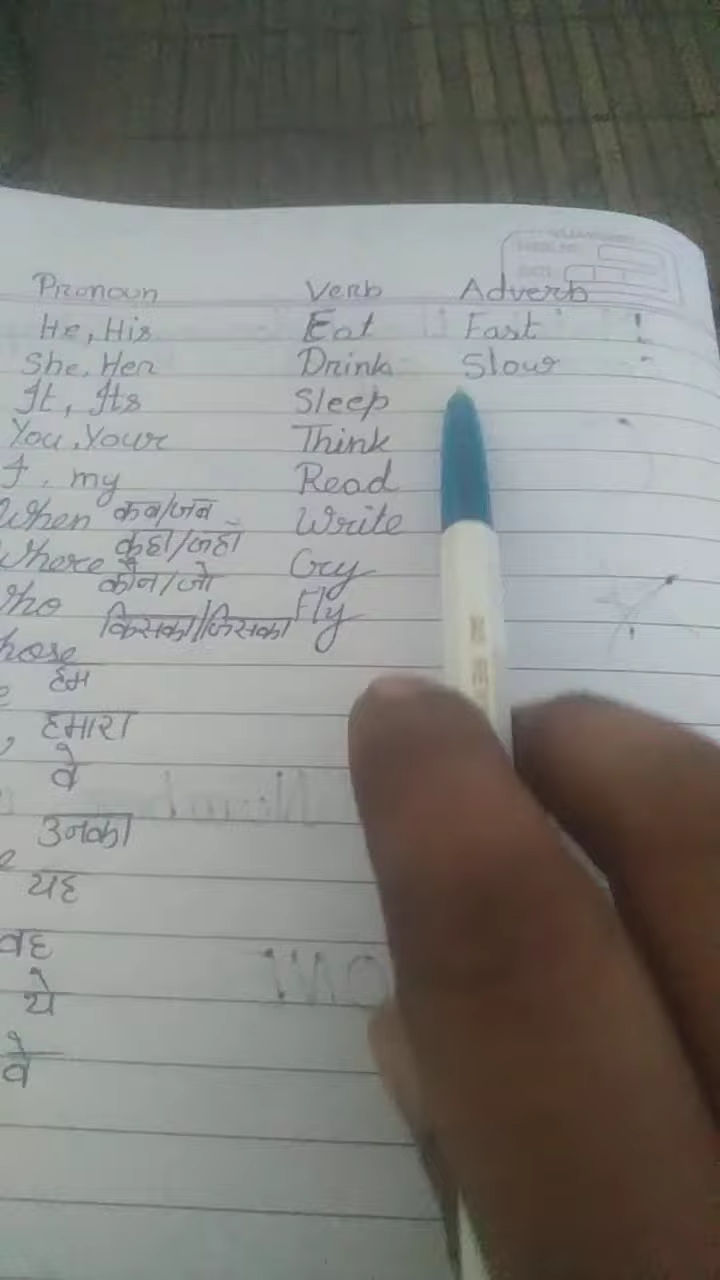 Pronoun Verb Adverb
He, His Eat Fast !
She, Her Drink Slow
It, Its Sleep
You, Your Think
I, my Read
When कब/जब Write
Where कहाँ/जहाँ Cry
कौन/जो Fly
किसका/जिसका
हम
हमारा
वे
उनका
यह
वह
ये
वे